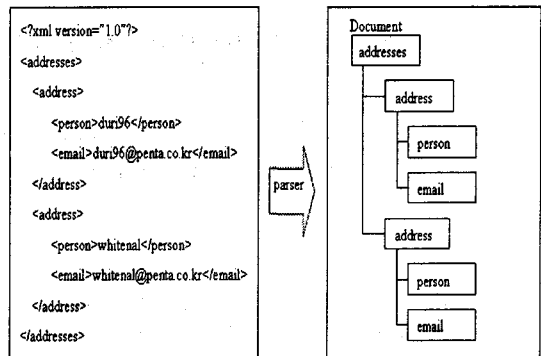 <?xml version="1.0"?>
<addresses>
<address>
<person>duri96</person>
<email>duri96@penta.co.kr</email>
</address>
<address>
<person>whitenal</person>
<email>whitenal@penta.co.kr</email>
</address>
</addresses>
parser
Document
addresses
address
person
email
address
person
email